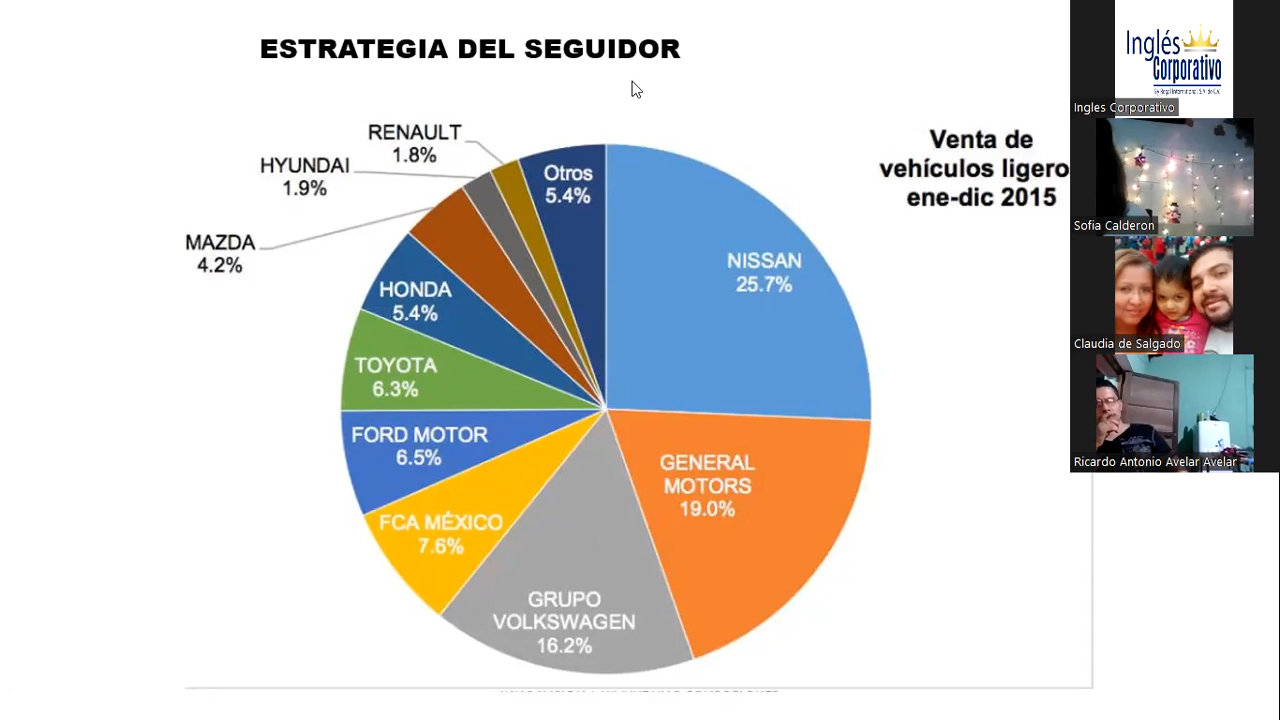 ESTRATEGIA DEL SEGUIDOR
Venta de
vehículos ligero
ene-dic 2015
RENAULT
1.8%
HYUNDAI
1.9%
MAZDA
4.2%
Otros
5.4%
NISSAN
25.7%
HONDA
5.4%
TOYOTA
6.3%
FORD MOTOR
6.5%
FCA MÉXICO
7.6%
GRUPO
VOLKSWAGEN
16.2%
GENERAL
MOTORS
19.0%
Inglés
Corporativo
Ingles Corporativo
Sofia Calderon
Claudia de Salgado
Ricardo Antonio Avelar Avelar